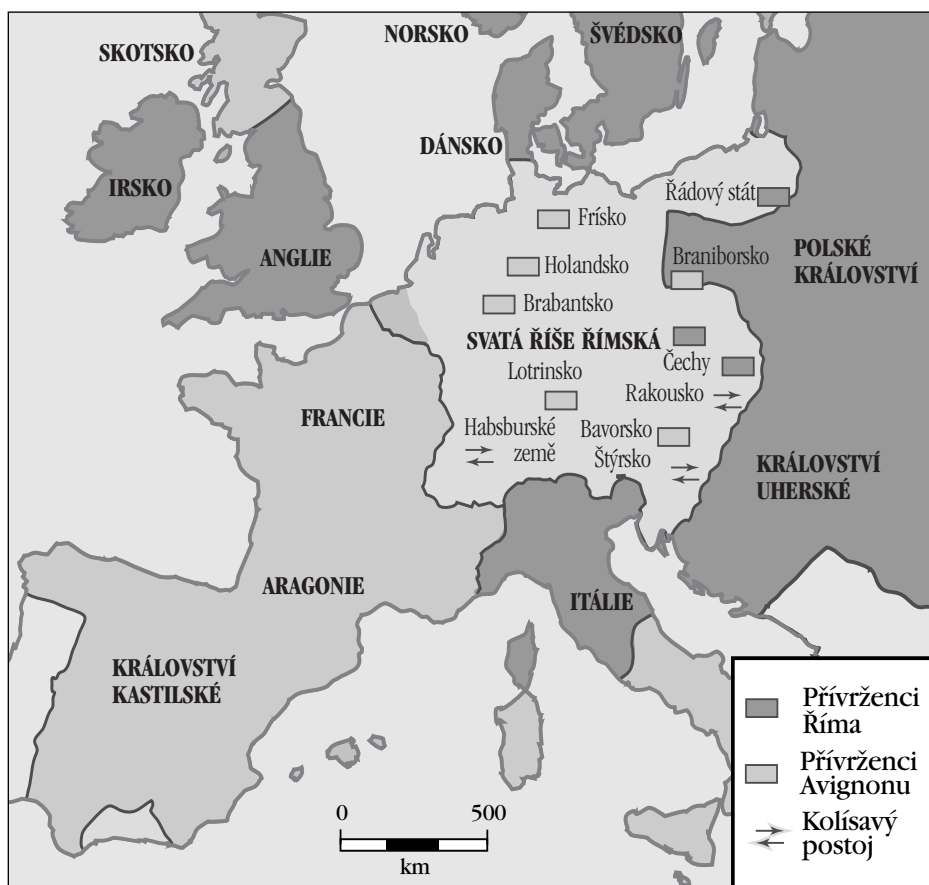 NORSKO
ŠVÉDSKO
SKOTSKO
DÁNSKO
IRSKO
Řádový stát
Frísko
ANGLIE
POLSKÉ
KRÁLOVSTVÍ
Braniborsko
Holandsko
Brabantsko
SVATÁ ŘÍŠE ŘÍMSKÁ
Čechy
Lotrinsko
Rakousko
FRANCIE
Habsburské
země
Bavorsko
Štýrsko
KRÁLOVSTVÍ
UHERSKÉ
ARAGONIE
ITÁLIE
KRÁLOVSTVÍ
KASTILSKÉ
Přívrženci
Říma
Přívrženci
Avignonu
Kolísavý
postoj
0 500
km